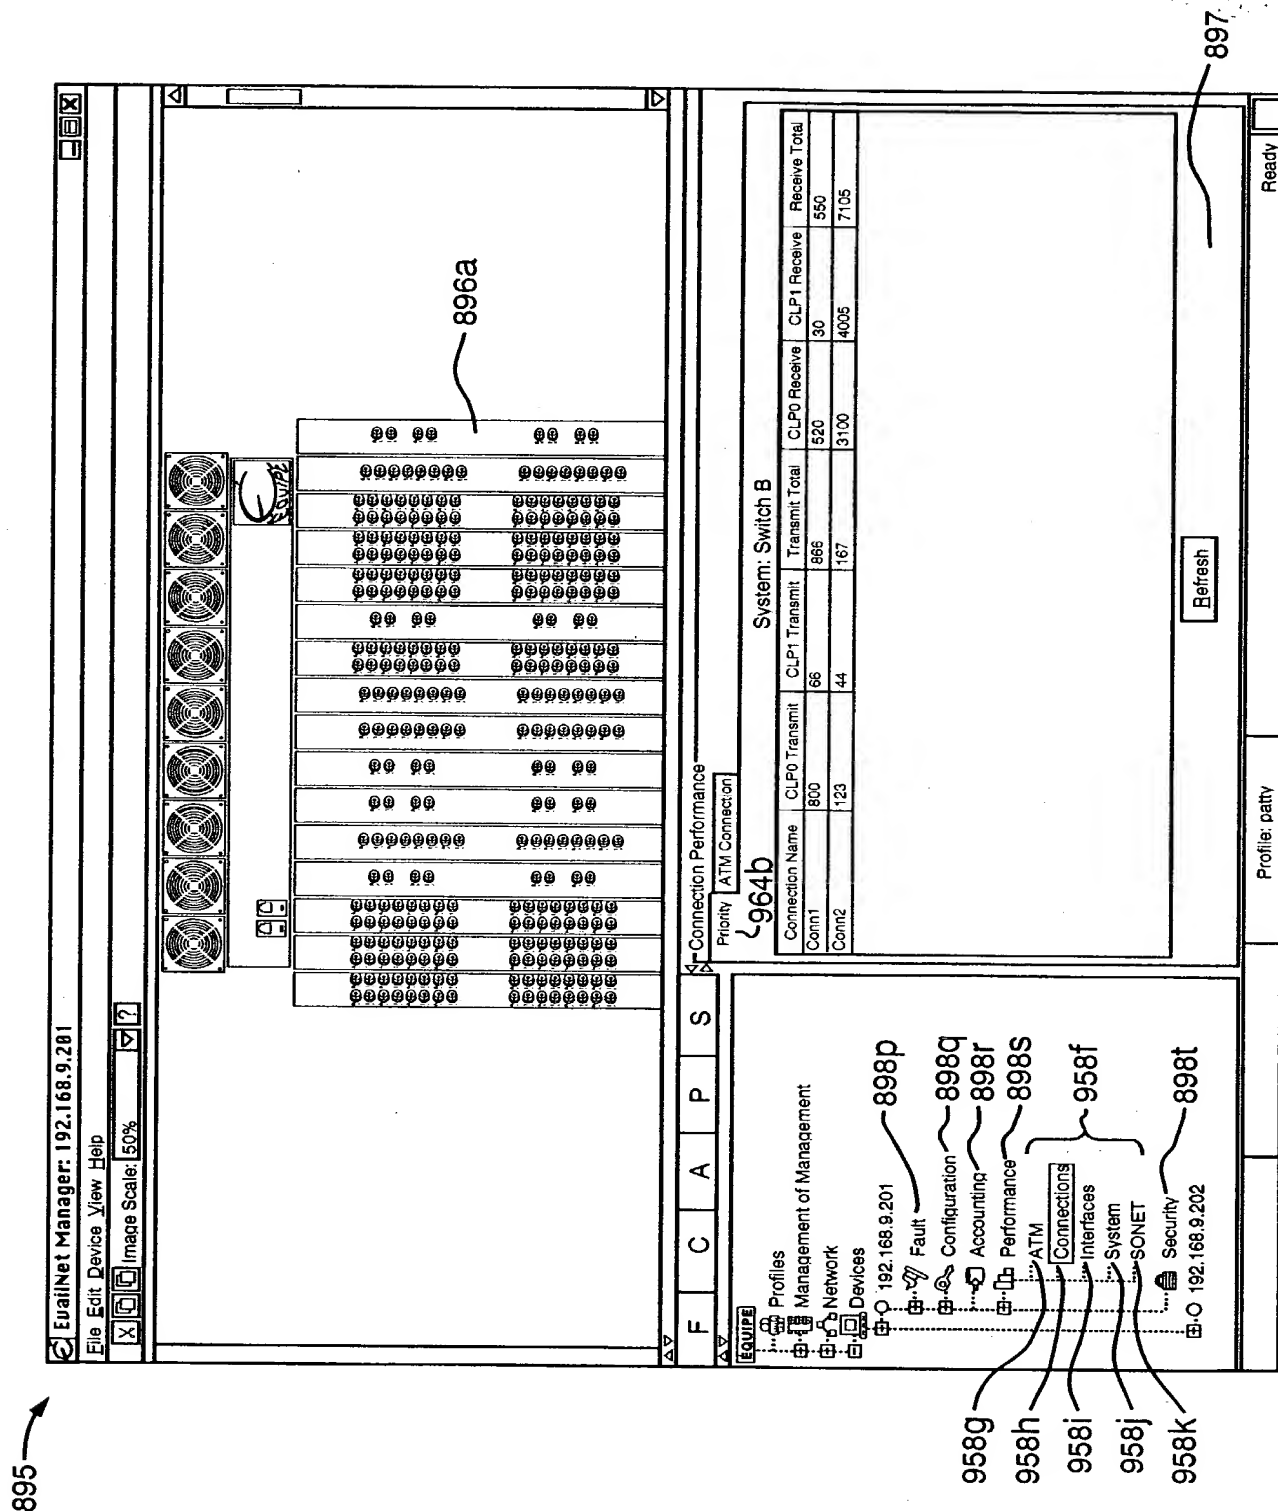 895
EvailNet Manager: 192.168.9.201
File Edit Device View Help
Image Scale: 50%
?
EQUIPE
896a
F C A P S
EQUIPE
Profiles
Management of Management
Network
Devices
192.168.9.201
Fault
898p
Configuration
898q
Accounting
898r
Performance
898s
ATM
Connections
Interfaces
System
SONET
958f
Security
898t
192.168.9.202
958g
958h
958i
958j
958k
Connection Performance
Priority ATM Connection
964b
System: Switch B
Connection Name CLP0 Transmit CLP1 Transmit Transmit Total CLP0 Receive CLP1 Receive Receive Total
Conn1 800 66 866 520 30 550
Conn2 123 44 167 3100 4005 7105
Refresh
897
Profile: patty
Ready